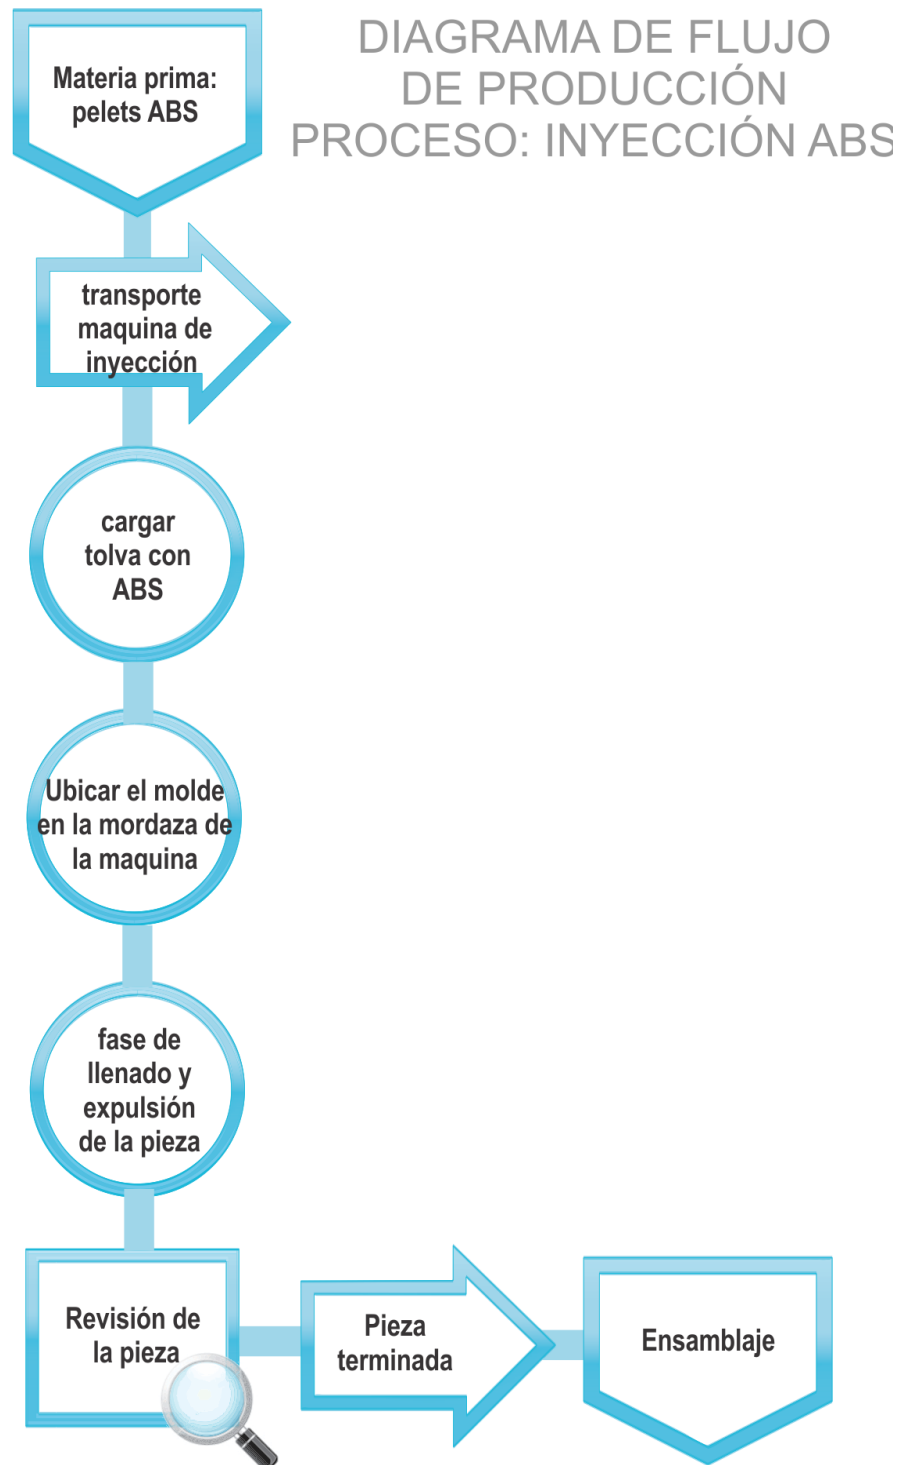 DIAGRAMA DE FLUJO
DE PRODUCCIÓN
PROCESO: INYECCIÓN ABS
Materia prima:
pelets ABS
transporte
maquina de
inyección
cargar
tolva con
ABS
Ubicar el molde
en la mordaza de
la maquina
fase de
llenado y
expulsión
de la pieza
Revisión de
la pieza
Pieza
terminada
Ensamblaje